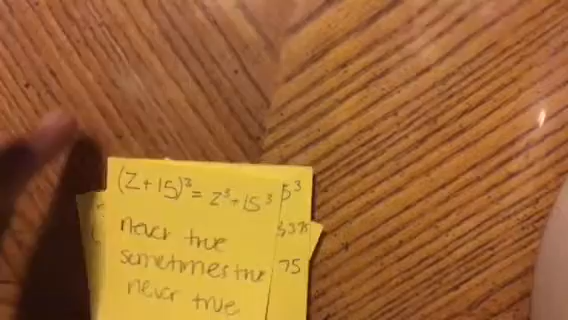 (z+15)³ = z³+15³
never true
sometimes true
never true
5³
75